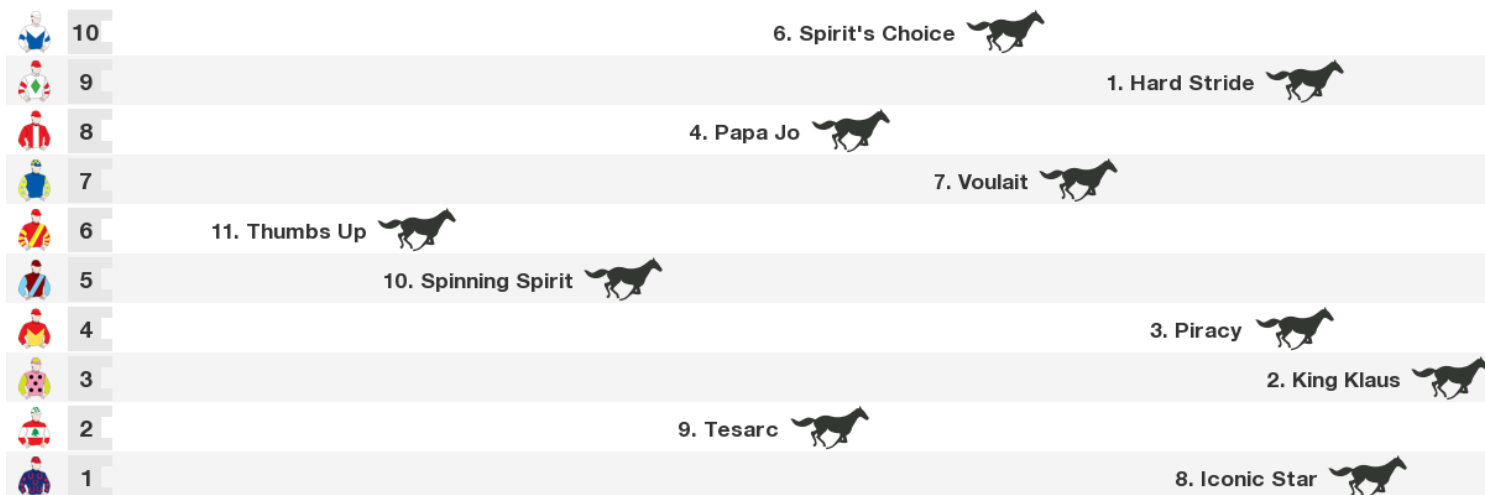 10 6. Spirit's Choice
9 1. Hard Stride
8 4. Papa Jo
7 7. Voulait
6 11. Thumbs Up
5 10. Spinning Spirit
4 3. Piracy
3 2. King Klaus
2 9. Tesarc
1 8. Iconic Star